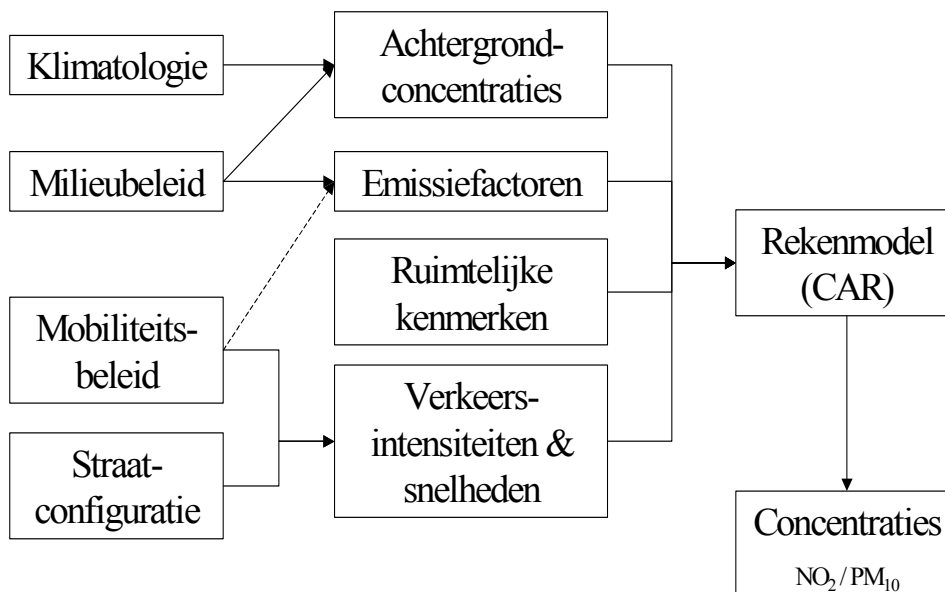 Klimatologie
Milieubeleid
Mobiliteits-
beleid
Straat-
configuratie
Achtergrond-
concentraties
Emissiefactoren
Ruimtelijke
kenmerken
Verkeers-
intensiteiten &
snelheden
Rekenmodel
(CAR)
Concentraties
NO₂ / PM₁₀